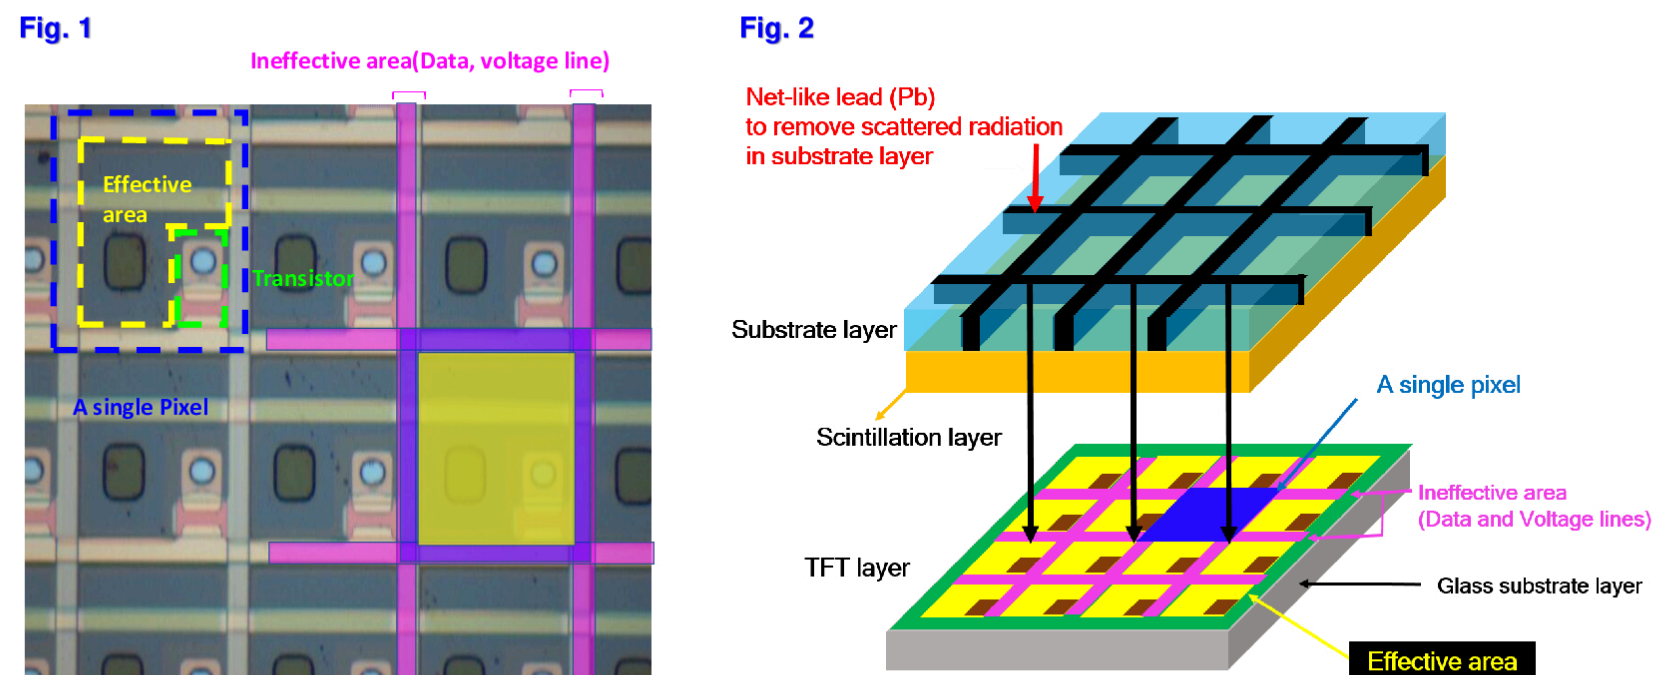 Fig. 1
Ineffective area(Data, voltage line)
Effective
area
Transistor
A single Pixel
Fig. 2
Net-like lead (Pb)
to remove scattered radiation
in substrate layer
Substrate layer
Scintillation layer
A single pixel
Ineffective area
(Data and Voltage lines)
TFT layer
Glass substrate layer
Effective area